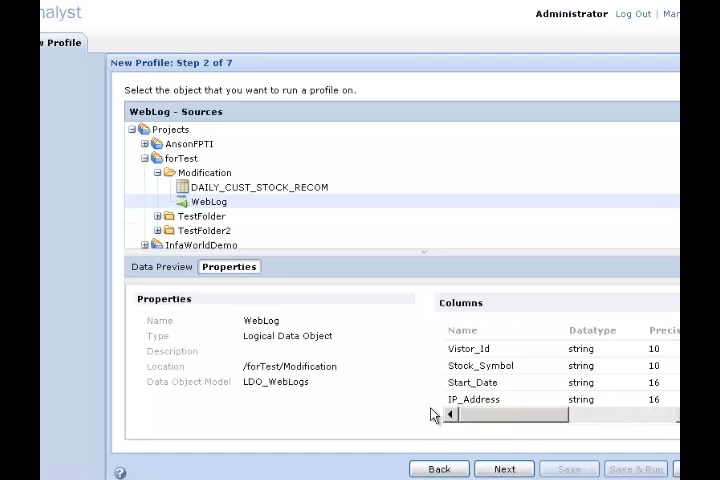 nalyst
Administrator Log Out | Mar
w Profile
New Profile: Step 2 of 7
Select the object that you want to run a profile on.
WebLog - Sources
Projects
AnsonFPTI
forTest
Modification
DAILY_CUST_STOCK_RECOM
WebLog
TestFolder
TestFolder2
InfaWorldDemo
Data Preview Properties
Properties
Name WebLog
Type Logical Data Object
Description
Location /forTest/Modification
Data Object Model LDO_WebLogs
Columns
Name Datatype Precis
Vistor_Id string 10
Stock_Symbol string 10
Start_Date string 16
IP_Address string 16
Back Next Save Save & Run